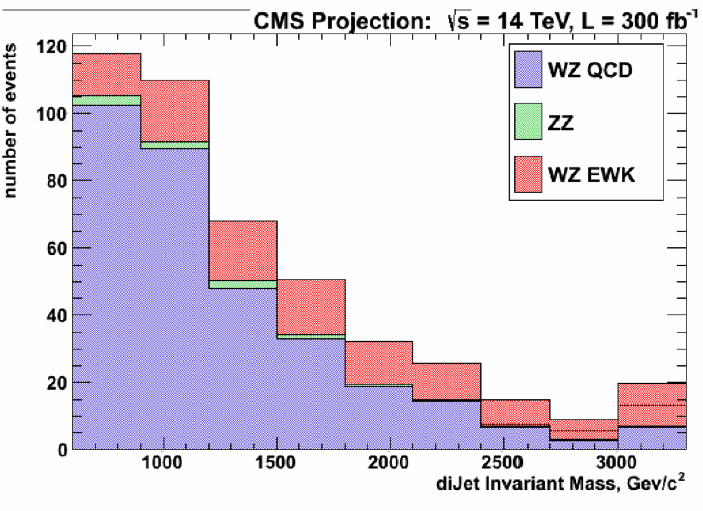 CMS Projection: √s = 14 TeV, L = 300 fb⁻¹
number of events
120
100
80
60
40
20
0
WZ QCD
ZZ
WZ EWK
1000 1500 2000 2500 3000
diJet Invariant Mass, Gev/c²